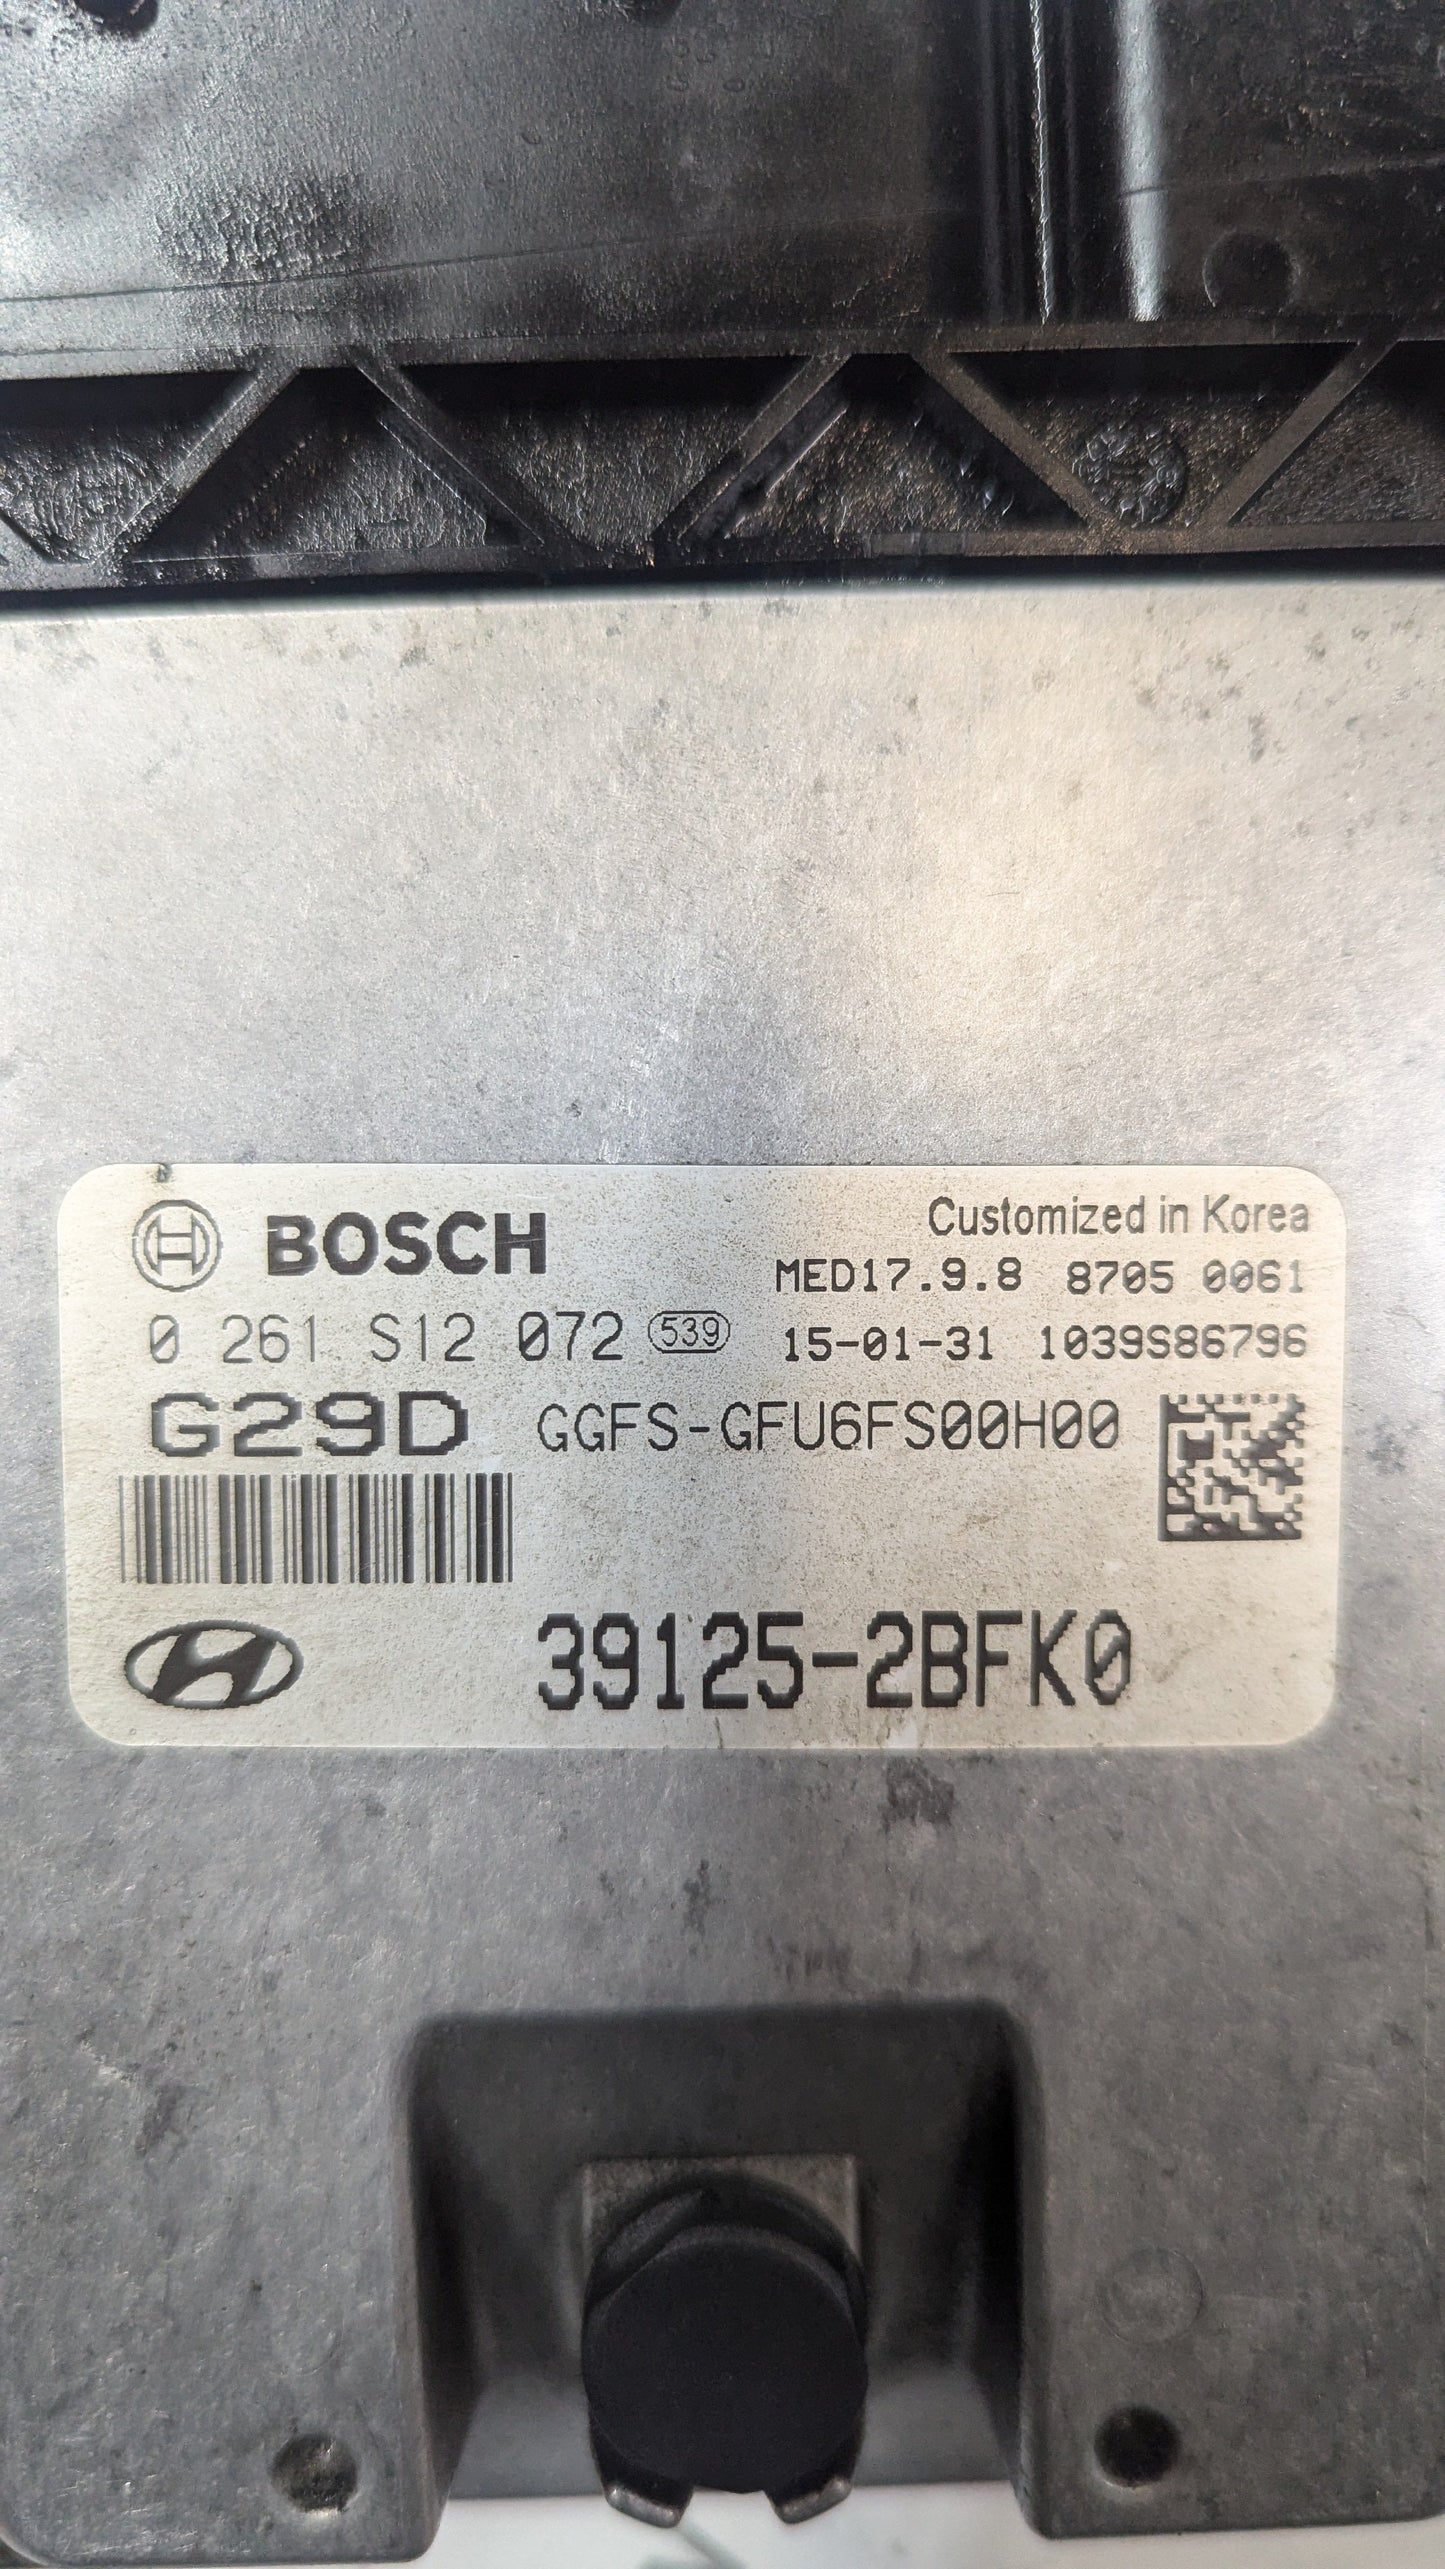 BOSCH
Customized in Korea
MED17.9.8 8705 0061
0 261 S12 072 539
15-01-31 1039S86796
G29D GGFS-GFU6FS00H00
39125-2BFK0